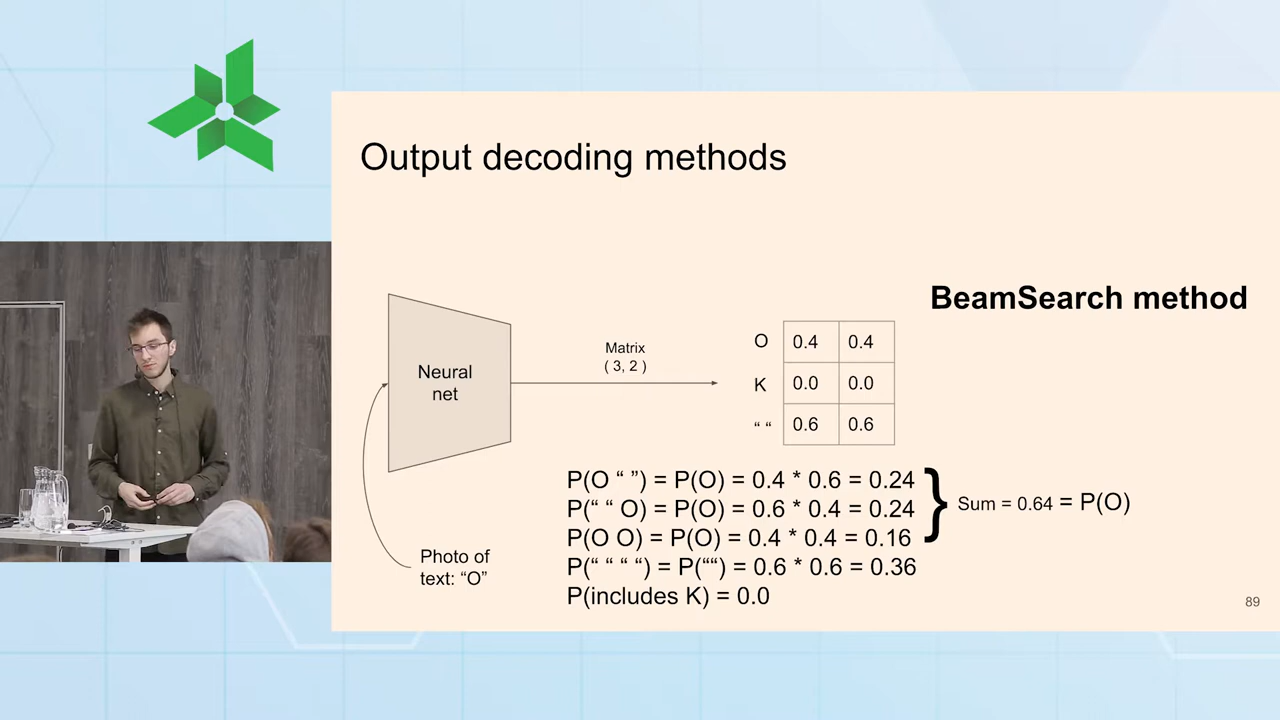 Output decoding methods
BeamSearch method
Neural
net
Matrix
( 3, 2 )
O 0.4 0.4
K 0.0 0.0
“ “ 0.6 0.6
P(O “ ”) = P(O) = 0.4 * 0.6 = 0.24
P(“ “ O) = P(O) = 0.6 * 0.4 = 0.24
P(O O) = P(O) = 0.4 * 0.4 = 0.16
P(“ “ “ “) = P(““) = 0.6 * 0.6 = 0.36
P(includes K) = 0.0
} Sum = 0.64 = P(O)
Photo of
text: “O”
89